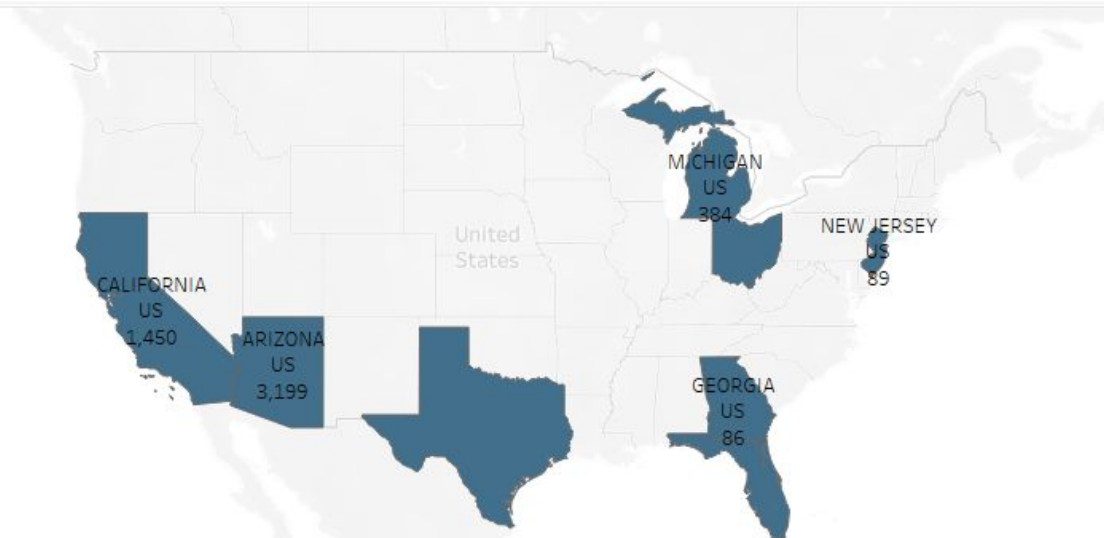 MICHIGAN
US
384
NEW JERSEY
US
89
United
States
CALIFORNIA
US
1,450
ARIZONA
US
3,199
GEORGIA
US
86